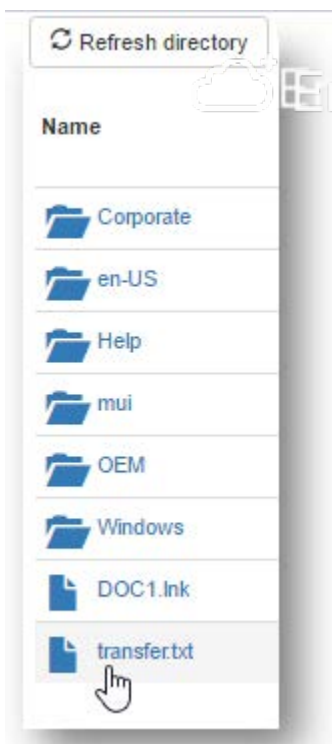 Refresh directory
Name
Corporate
en-US
Help
mui
OEM
Windows
DOC1.lnk
transfer.txt